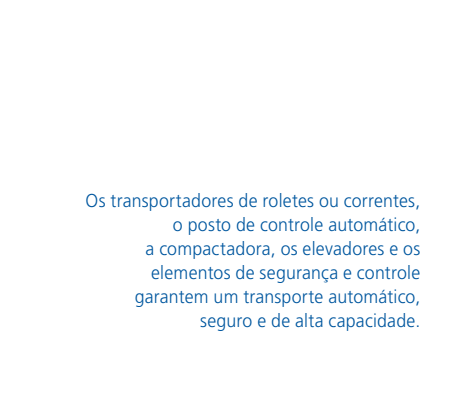 Os transportadores de roletes ou correntes,
o posto de controle automático,
a compactadora, os elevadores e os
elementos de segurança e controle
garantem um transporte automático,
seguro e de alta capacidade.